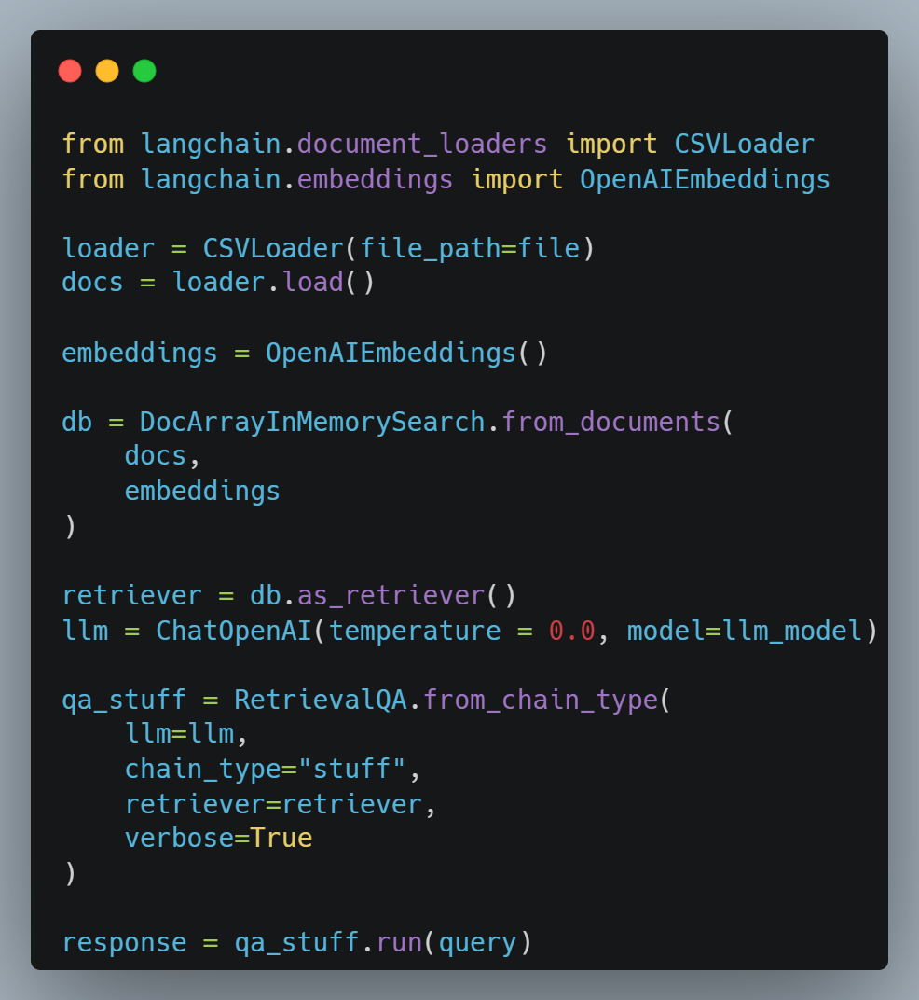 from langchain.document_loaders import CSVLoader
from langchain.embeddings import OpenAIEmbeddings

loader = CSVLoader(file_path=file)
docs = loader.load()

embeddings = OpenAIEmbeddings()

db = DocArrayInMemorySearch.from_documents(
    docs,
    embeddings
)

retriever = db.as_retriever()
llm = ChatOpenAI(temperature = 0.0, model=llm_model)

qa_stuff = RetrievalQA.from_chain_type(
    llm=llm,
    chain_type="stuff",
    retriever=retriever,
    verbose=True
)

response = qa_stuff.run(query)